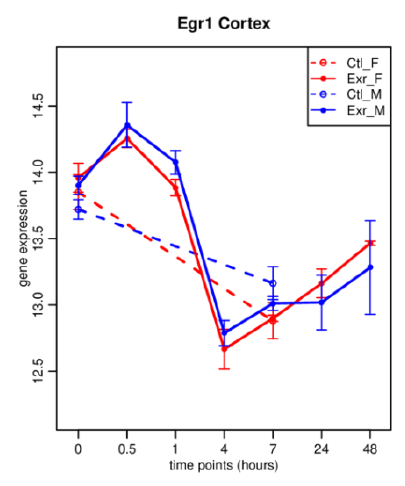 Egr1 Cortex
Ctl_F
Exr_F
Ctl_M
Exr_M
gene expression
14.5
14.0
13.5
13.0
12.5
0 0.5 1 4 7 24 48
time points (hours)